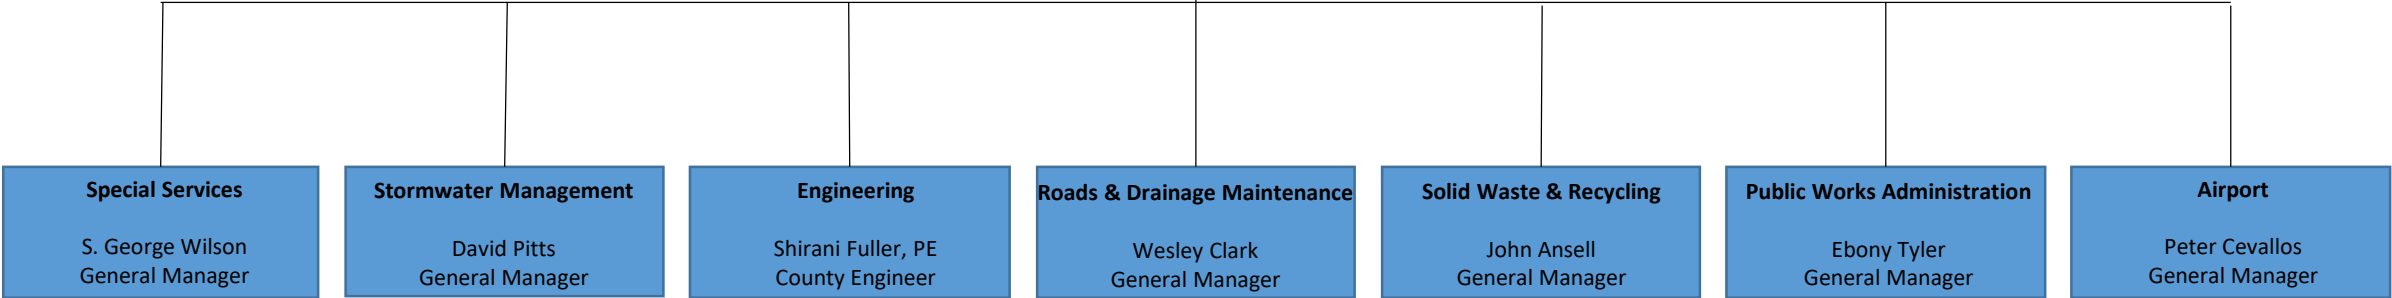 Special Services
S. George Wilson
General Manager
Stormwater Management
David Pitts
General Manager
Engineering
Shirani Fuller, PE
County Engineer
Roads & Drainage Maintenance
Wesley Clark
General Manager
Solid Waste & Recycling
John Ansell
General Manager
Public Works Administration
Ebony Tyler
General Manager
Airport
Peter Cevallos
General Manager